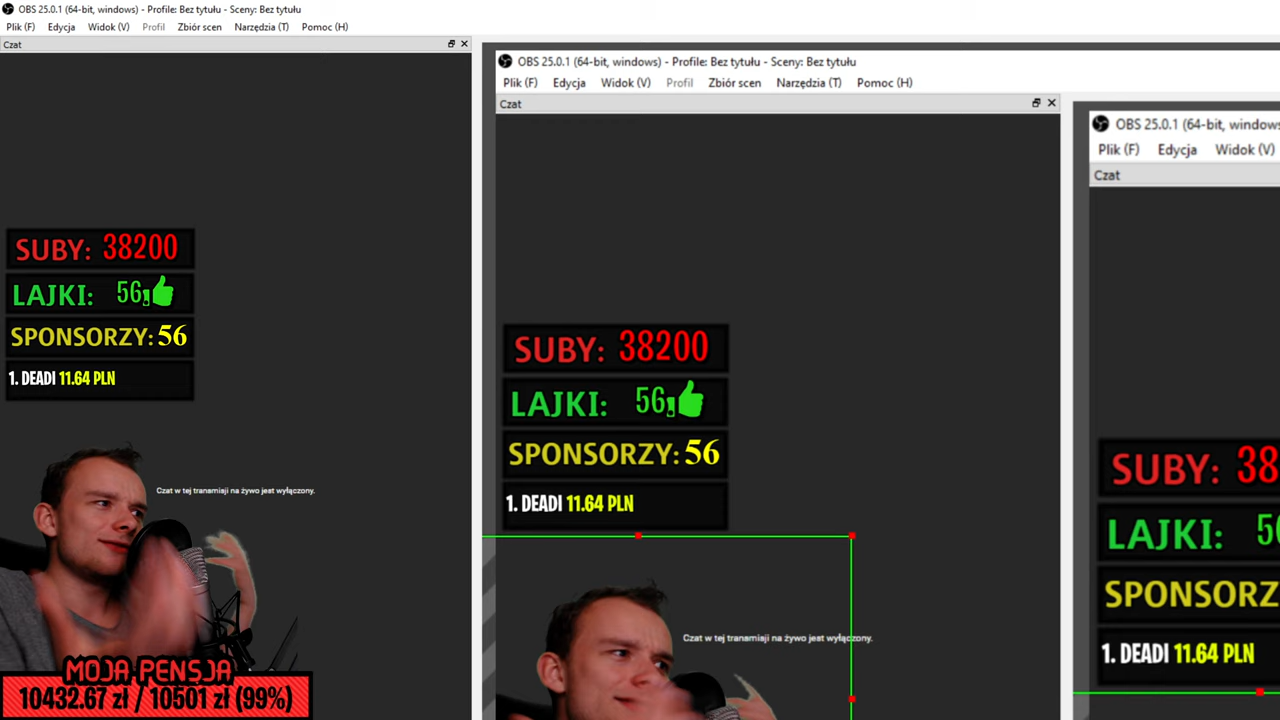 OBS 25.0.1 (64-bit, windows) - Profile: Bez tytułu - Sceny: Bez tytułu
Plik (F) Edycja Widok (V) Profil Zbiór scen Narzędzia (T) Pomoc (H)
Czat
SUBY: 38200
LAJKI: 56
SPONSORZY: 56
1. DEADI 11.64 PLN
Czat w tej transmisji na żywo jest wyłączony.
MOJA PENSJA
10432.67 zł / 10501 zł (99%)
OBS 25.0.1 (64-bit, windows) - Profile: Bez tytułu - Sceny: Bez tytułu
Plik (F) Edycja Widok (V) Profil Zbiór scen Narzędzia (T) Pomoc (H)
Czat
SUBY: 38200
LAJKI: 56
SPONSORZY: 56
1. DEADI 11.64 PLN
Czat w tej transmisji na żywo jest wyłączony.
OBS 25.0.1 (64-bit, windows
Plik (F) Edycja Widok (V)
Czat
SUBY: 38
LAJKI: 56
SPONSORZ
1. DEADI 11.64 PLN